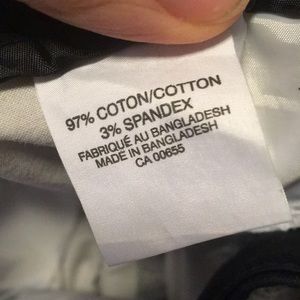 97% COTON/COTTON
3% SPANDEX
FABRIQUÉ AU BANGLADESH
MADE IN BANGLADESH
CA 00655